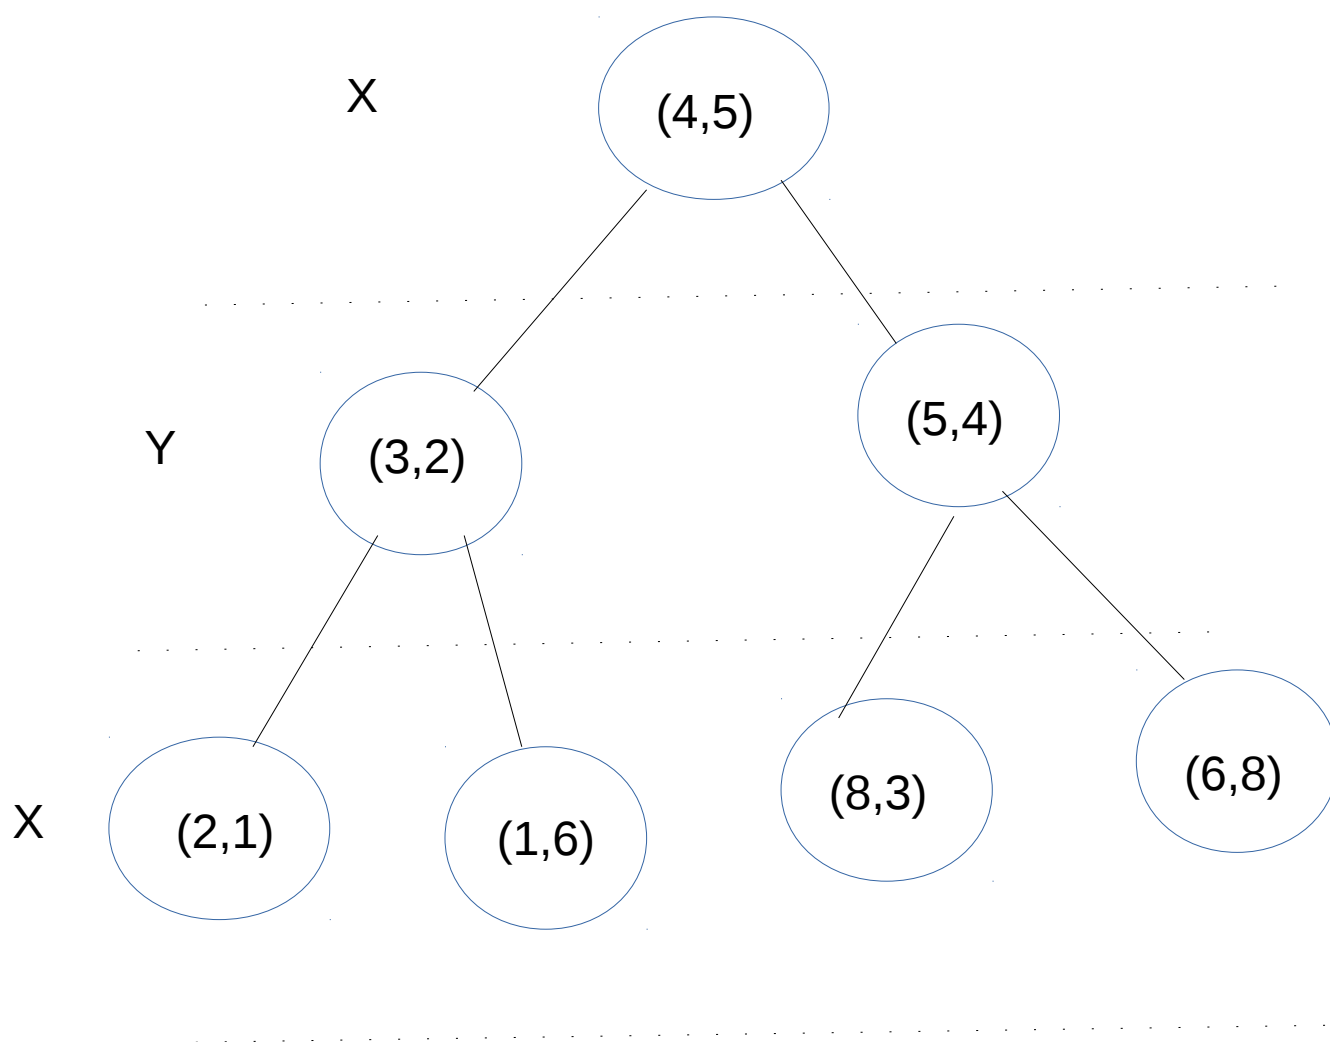 X
(4,5)
(5,4)
Y
(3,2)
(6,8)
(8,3)
X
(2,1)
(1,6)